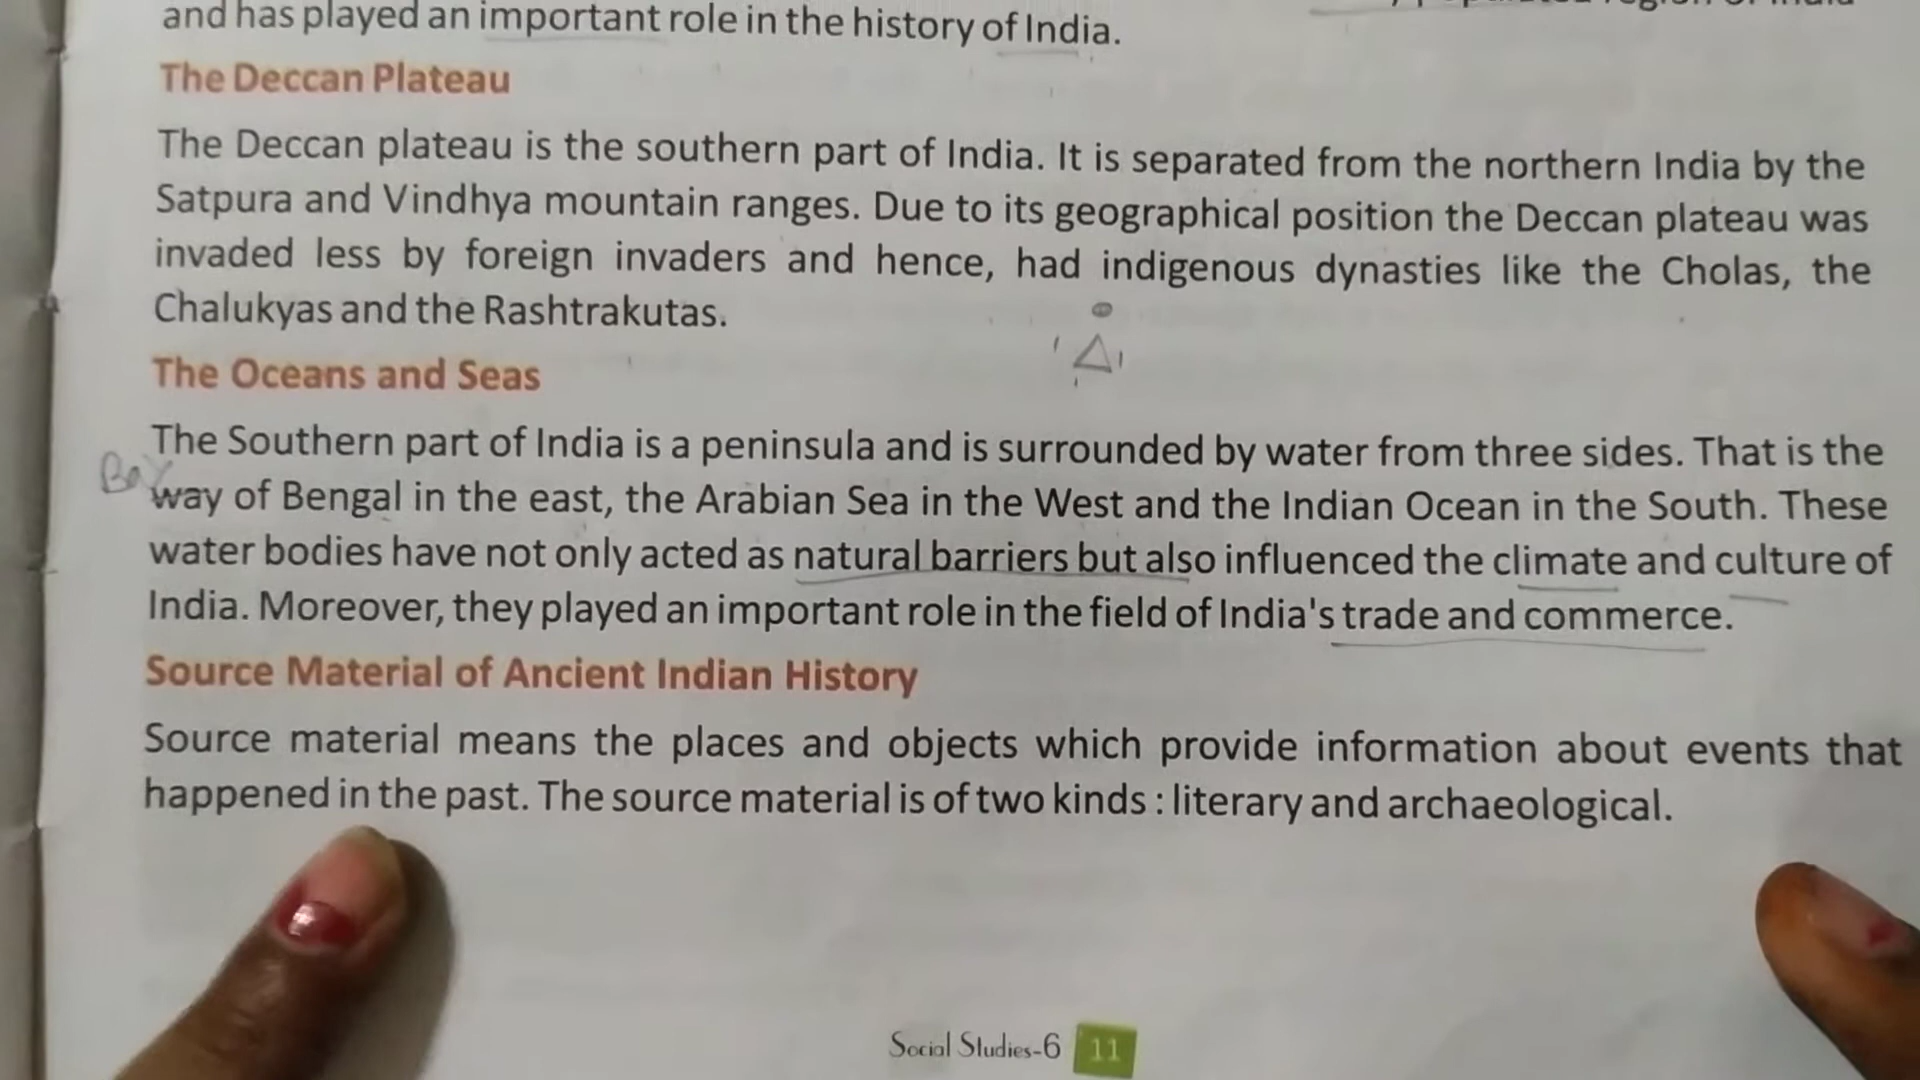 and has played an important role in the history of India.
The Deccan Plateau
The Deccan plateau is the southern part of India. It is separated from the northern India by the
Satpura and Vindhya mountain ranges. Due to its geographical position the Deccan plateau was
invaded less by foreign invaders and hence, had indigenous dynasties like the Cholas, the
Chalukyas and the Rashtrakutas.
The Oceans and Seas
The Southern part of India is a peninsula and is surrounded by water from three sides. That is the
Bay
way of Bengal in the east, the Arabian Sea in the West and the Indian Ocean in the South. These
water bodies have not only acted as natural barriers but also influenced the climate and culture of
India. Moreover, they played an important role in the field of India's trade and commerce.
Source Material of Ancient Indian History
Source material means the places and objects which provide information about events that
happened in the past. The source material is of two kinds : literary and archaeological.
Social Studies-6 11